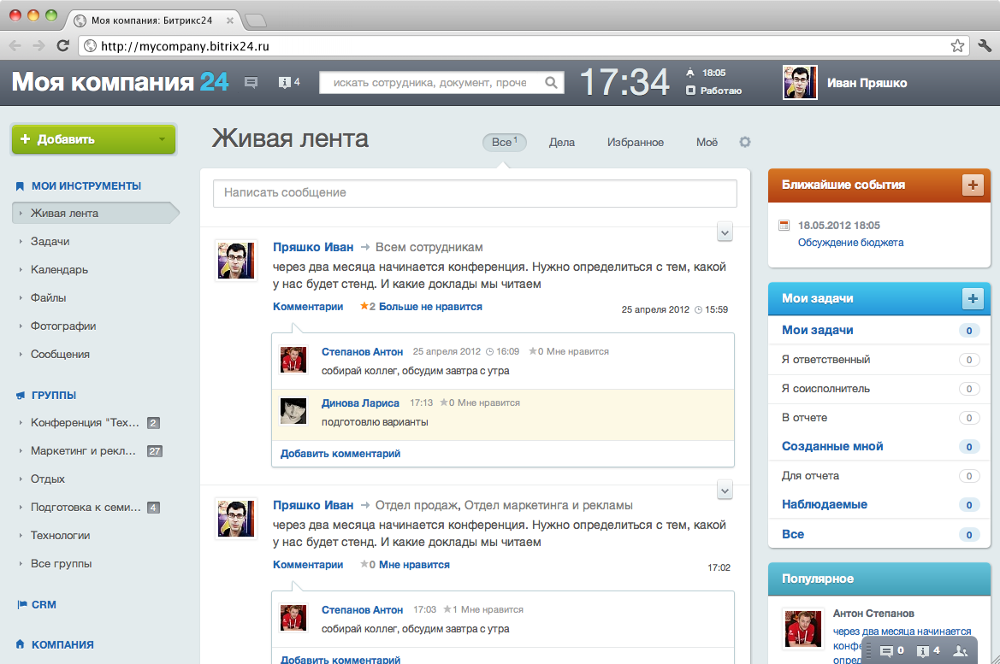 Моя компания: Битрикс24
http://mycompany.bitrix24.ru
Моя компания 24
4
искать сотрудника, документ, проче
17:34
18:05
Работаю
Иван Пряшко
Добавить
МОИ ИНСТРУМЕНТЫ
Живая лента
Задачи
Календарь
Файлы
Фотографии
Сообщения
ГРУППЫ
Конференция "Тех... 2
Маркетинг и рекл... 27
Отдых
Подготовка к семи... 4
Технологии
Все группы
CRM
КОМПАНИЯ
Живая лента
Все 1 Дела Избранное Моё
Написать сообщение
Пряшко Иван → Всем сотрудникам
через два месяца начинается конференция. Нужно определиться с тем, какой
у нас будет стенд. И какие доклады мы читаем
Комментарии ★2 Больше не нравится 25 апреля 2012 15:59
Степанов Антон 25 апреля 2012 16:09 ★0 Мне нравится
собирай коллег, обсудим завтра с утра
Динова Лариса 17:13 ★0 Мне нравится
подготовлю варианты
Добавить комментарий
Пряшко Иван → Отдел продаж, Отдел маркетинга и рекламы
через два месяца начинается конференция. Нужно определиться с тем, какой
у нас будет стенд. И какие доклады мы читаем
Комментарии ★0 Мне нравится 17:02
Степанов Антон 17:03 ★1 Мне нравится
собирай коллег, обсудим завтра с утра
Добавить комментарий
Ближайшие события +
18.05.2012 18:05
Обсуждение бюджета
Мои задачи +
Мои задачи 0
Я ответственный 0
Я соисполнитель 0
В отчете 0
Созданные мной 0
Для отчета 0
Наблюдаемые 0
Все 0
Популярное
Антон Степанов
через два месяца начинается
0 4